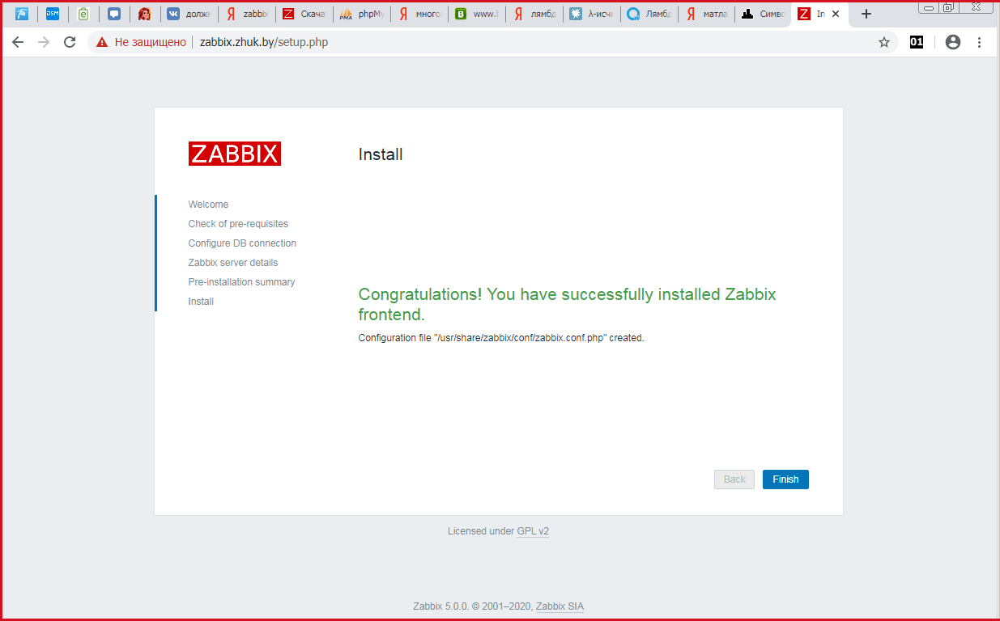 DSM
должн
zabbix
Скача
phpMy
много
www.l
лямбд
λ-исчи
Лямбд
матла
Симво
In
Не защищено
zabbix.zhuk.by/setup.php
01
ZABBIX
Install
Welcome
Check of pre-requisites
Configure DB connection
Zabbix server details
Pre-installation summary
Install
Congratulations! You have successfully installed Zabbix
frontend.
Configuration file "/usr/share/zabbix/conf/zabbix.conf.php" created.
Back
Finish
Licensed under GPL v2
Zabbix 5.0.0. © 2001–2020, Zabbix SIA